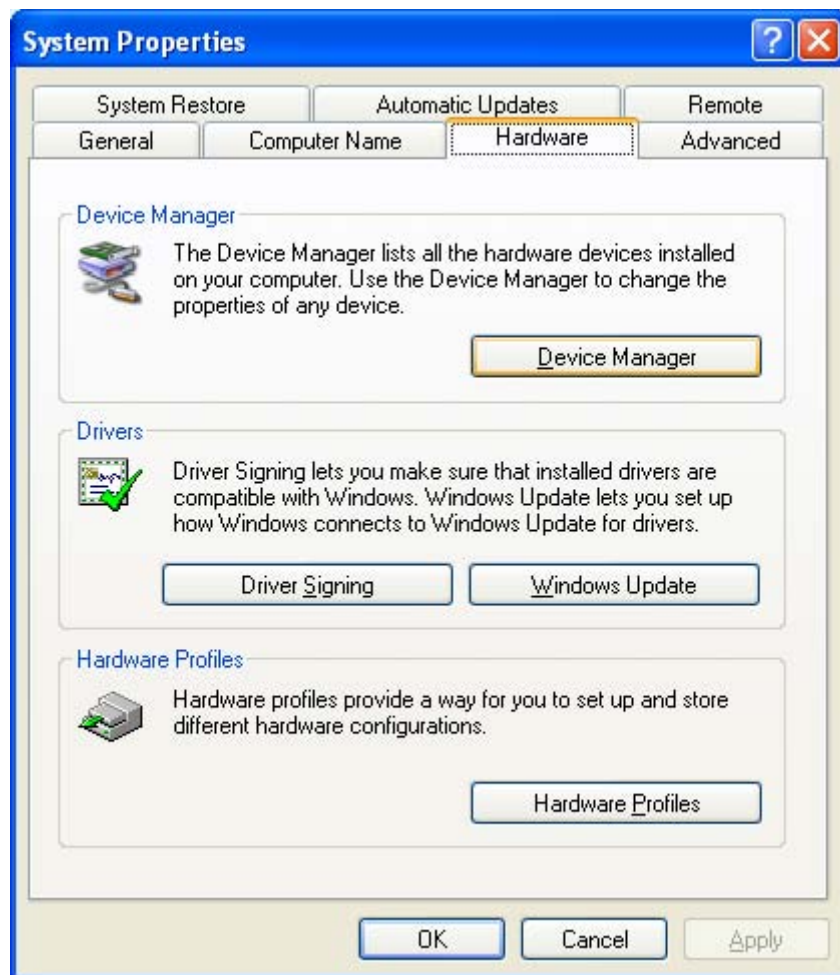 System Properties
System Restore
Automatic Updates
Remote
General
Computer Name
Hardware
Advanced
Device Manager
The Device Manager lists all the hardware devices installed
on your computer. Use the Device Manager to change the
properties of any device.
Device Manager
Drivers
Driver Signing lets you make sure that installed drivers are
compatible with Windows. Windows Update lets you set up
how Windows connects to Windows Update for drivers.
Driver Signing
Windows Update
Hardware Profiles
Hardware profiles provide a way for you to set up and store
different hardware configurations.
Hardware Profiles
OK
Cancel
Apply